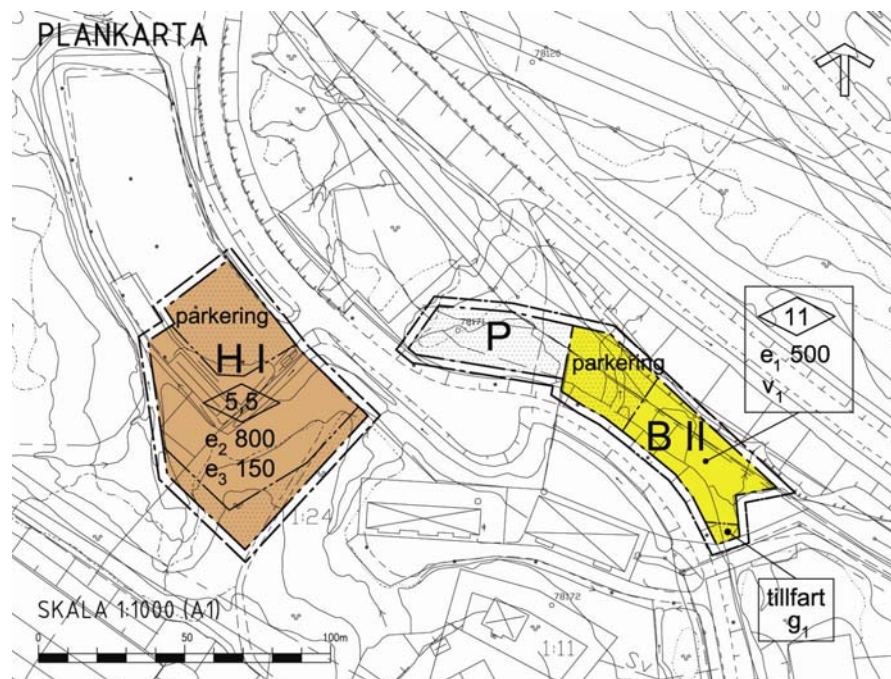 PLANKARTA
78120
parkering
H I
5,5
e2 800
e3 150
78171
P
parkering
B II
11
e1 500
v1
1:24
tillfart
g1
78172
1:11
Sv
SKALA 1:1000 (A1)
0 50 100m